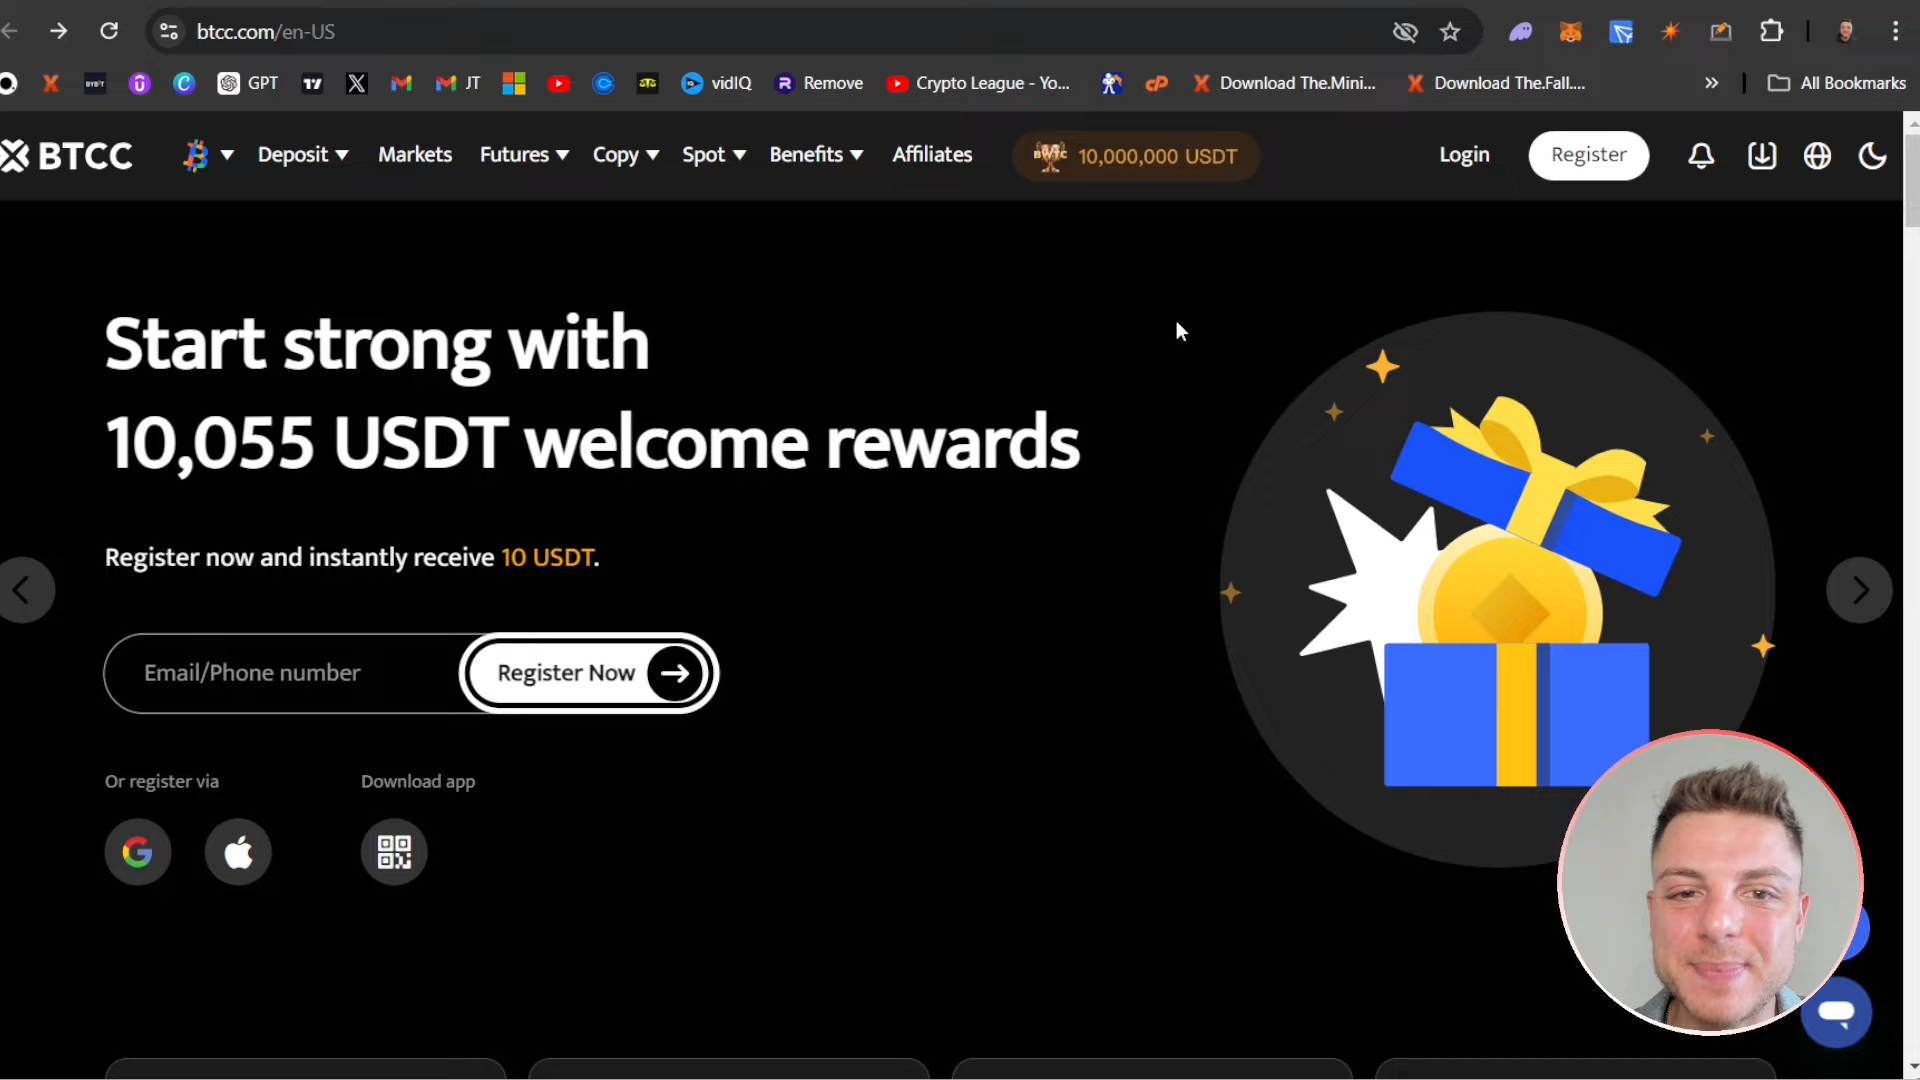 btcc.com/en-US
GPT
JT
vidIQ
Remove
Crypto League - Yo...
Download The.Mini...
Download The.Fall....
All Bookmarks
BTCC
Deposit
Markets
Futures
Copy
Spot
Benefits
Affiliates
10,000,000 USDT
Login
Register
Start strong with
10,055 USDT welcome rewards
Register now and instantly receive 10 USDT.
Email/Phone number
Register Now
Or register via
Download app